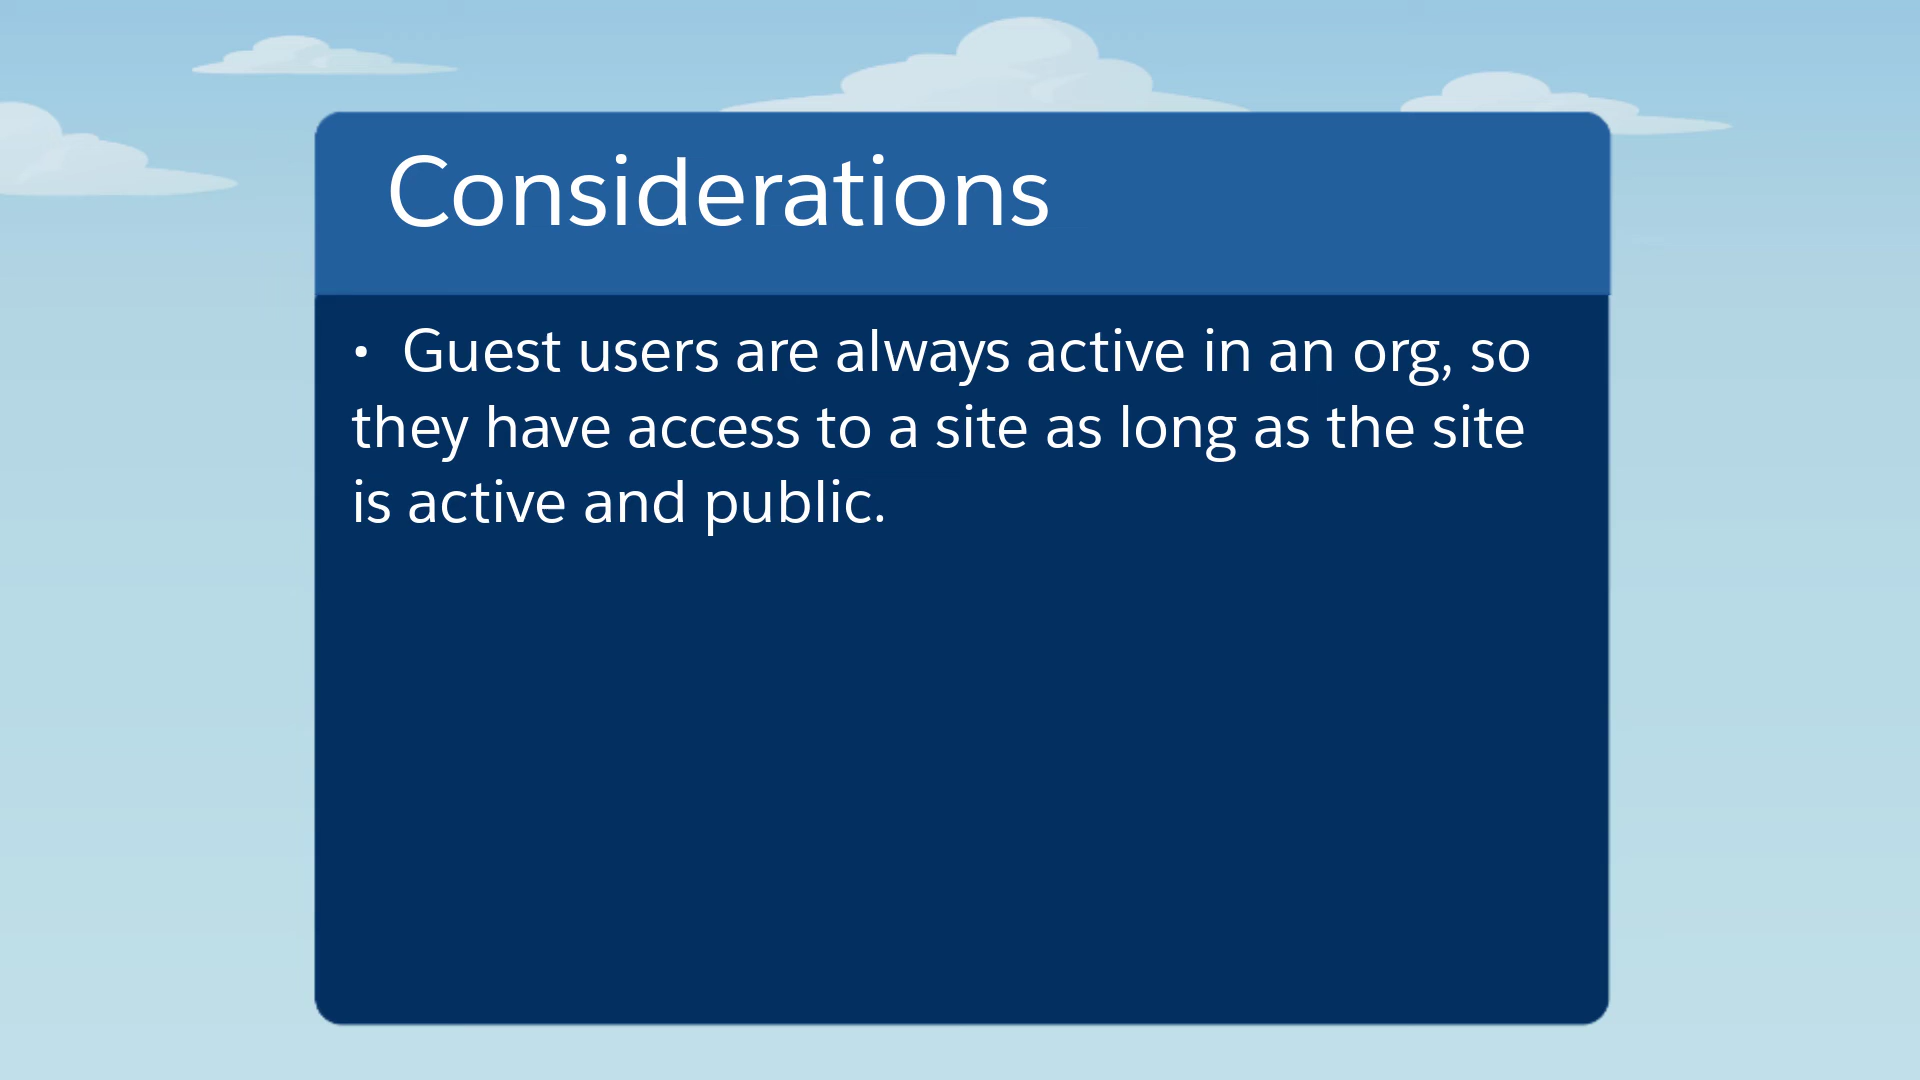 Considerations
• Guest users are always active in an org, so
they have access to a site as long as the site
is active and public.